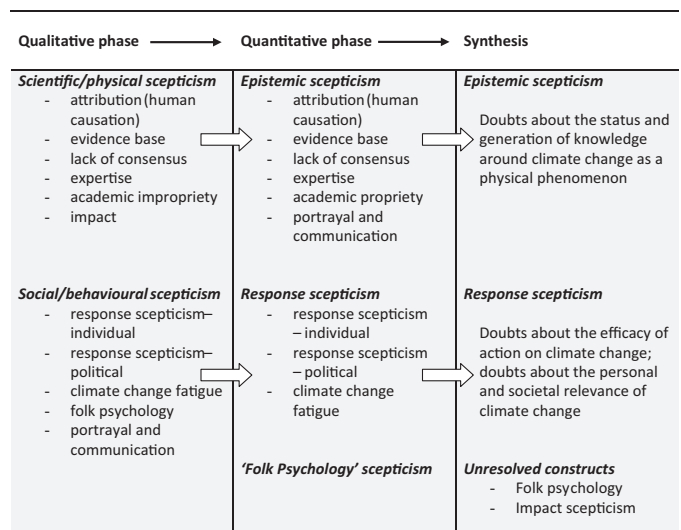 Qualitative phase
Quantitative phase
Synthesis
Scientific/physical scepticism
- attribution (human
causation)
- evidence base
- lack of consensus
- expertise
- academic impropriety
- impact
Social/behavioural scepticism
- response scepticism–
individual
- response scepticism–
political
- climate change fatigue
- folk psychology
- portrayal and
communication
Epistemic scepticism
- attribution (human
causation)
- evidence base
- lack of consensus
- expertise
- academic propriety
- portrayal and
communication
Response scepticism
- response scepticism
– individual
- response scepticism
– political
- climate change
fatigue
‘Folk Psychology’ scepticism
Epistemic scepticism
Doubts about the status and
generation of knowledge
around climate change as a
physical phenomenon
Response scepticism
Doubts about the efficacy of
action on climate change;
doubts about the personal
and societal relevance of
climate change
Unresolved constructs
- Folk psychology
- Impact scepticism